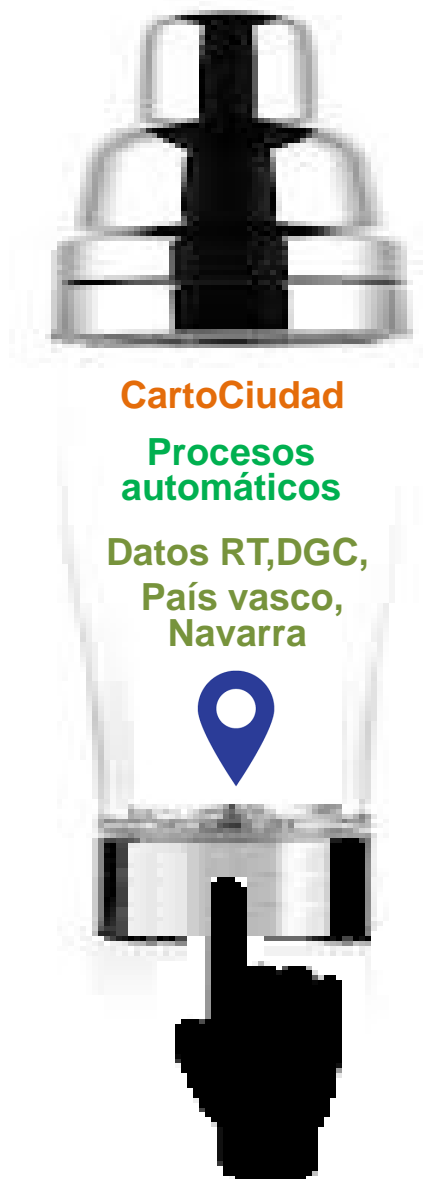 CartoCiudad
Procesos
automáticos
Datos RT,DGC,
País vasco,
Navarra